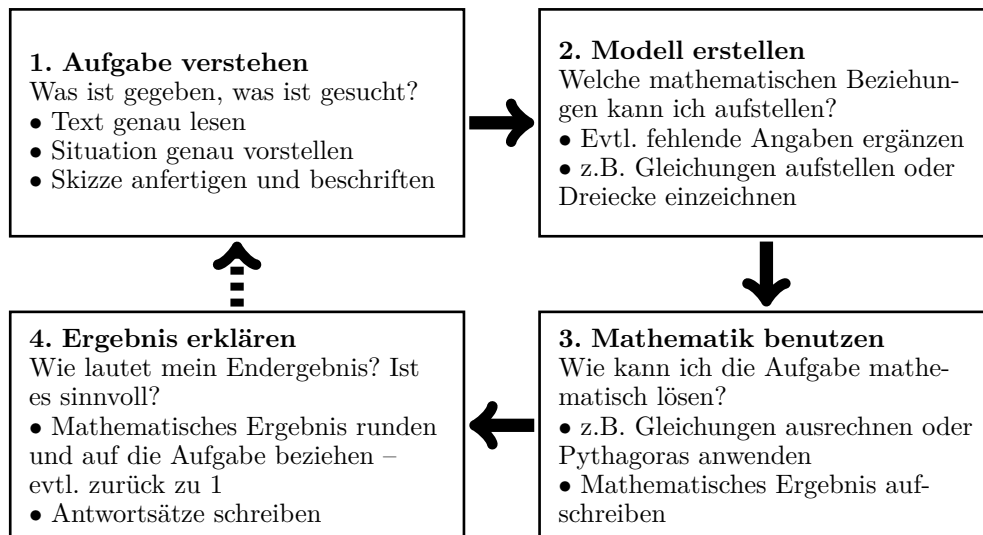 1. Aufgabe verstehen
Was ist gegeben, was ist gesucht?
• Text genau lesen
• Situation genau vorstellen
• Skizze anfertigen und beschriften
2. Modell erstellen
Welche mathematischen Beziehun-
gen kann ich aufstellen?
• Evtl. fehlende Angaben ergänzen
• z.B. Gleichungen aufstellen oder
Dreiecke einzeichnen
3. Mathematik benutzen
Wie kann ich die Aufgabe mathe-
matisch lösen?
• z.B. Gleichungen ausrechnen oder
Pythagoras anwenden
• Mathematisches Ergebnis auf-
schreiben
4. Ergebnis erklären
Wie lautet mein Endergebnis? Ist
es sinnvoll?
• Mathematisches Ergebnis runden
und auf die Aufgabe beziehen –
evtl. zurück zu 1
• Antwortsätze schreiben